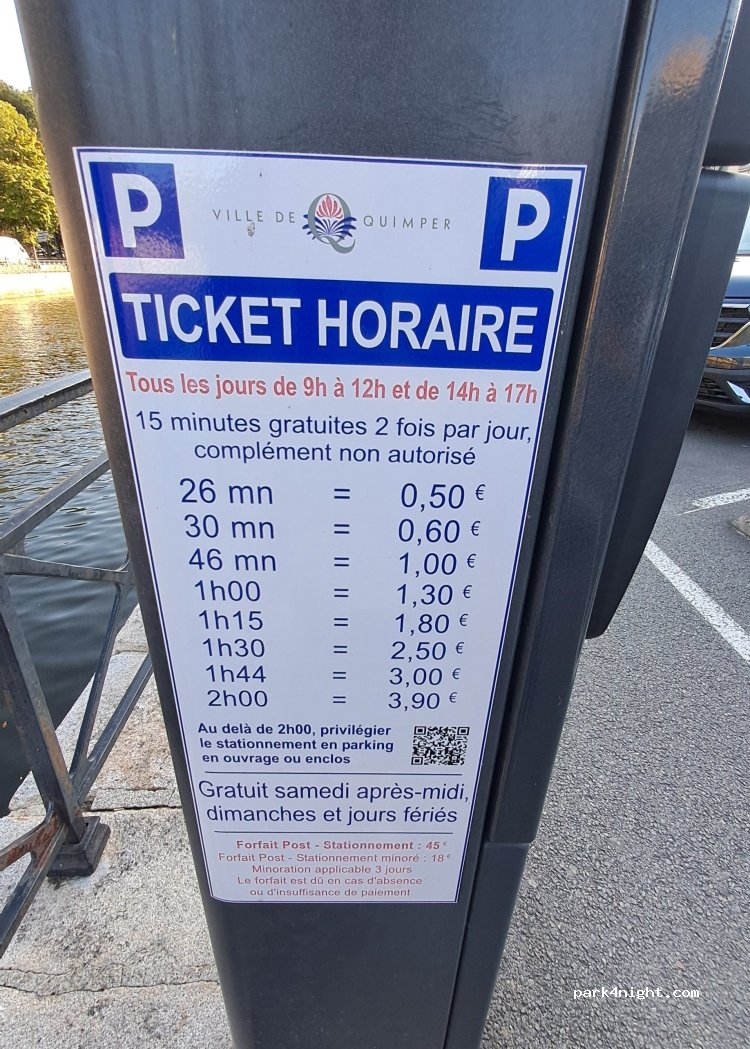 P VILLE DE QUIMPER P
TICKET HORAIRE
Tous les jours de 9h à 12h et de 14h à 17h
15 minutes gratuites 2 fois par jour,
complément non autorisé
26 mn = 0,50 €
30 mn = 0,60 €
46 mn = 1,00 €
1h00 = 1,30 €
1h15 = 1,80 €
1h30 = 2,50 €
1h44 = 3,00 €
2h00 = 3,90 €
Au delà de 2h00, privilégier
le stationnement en parking
en ouvrage ou enclos
Gratuit samedi après-midi,
dimanches et jours fériés
Forfait Post - Stationnement : 45 €
Forfait Post - Stationnement minoré : 18 €
Minoration applicable 3 jours
Le forfait est dû en cas d'absence
ou d'insuffisance de paiement
park4night.com